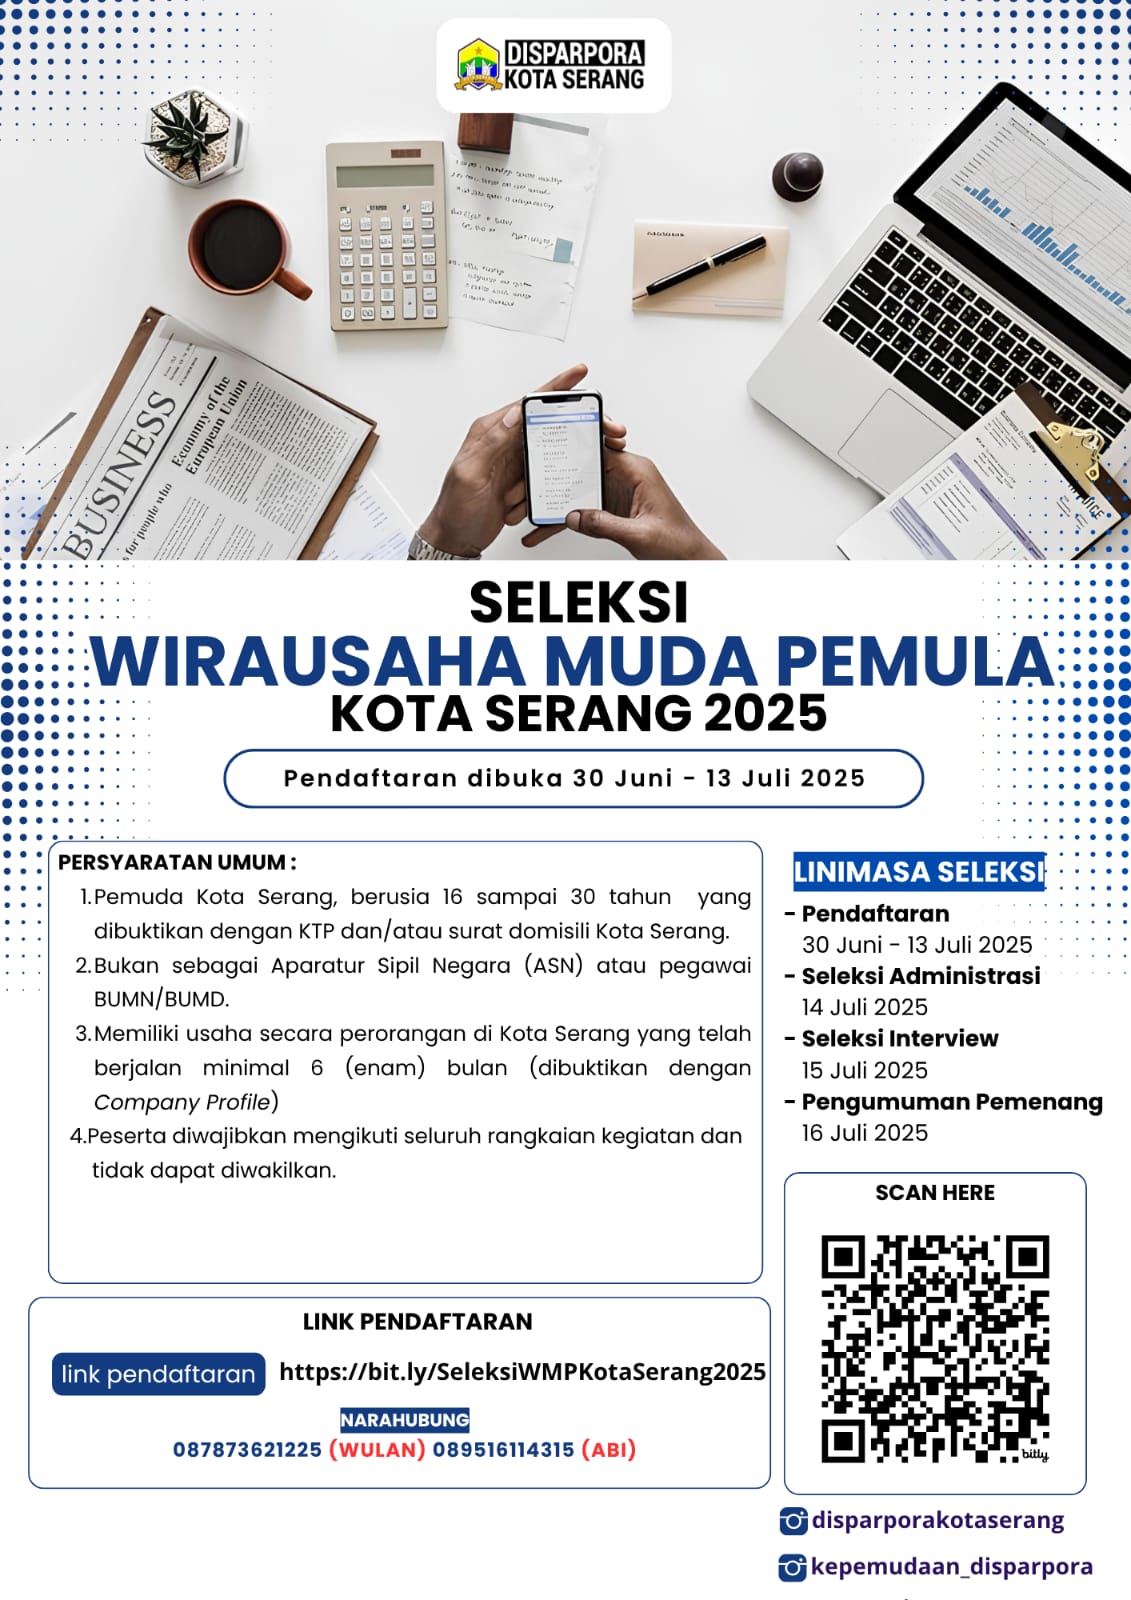 DISPARPORA
KOTA SERANG
BUSINESS
Economy of the
European Union
for people who
SELEKSI
WIRAUSAHA MUDA PEMULA
KOTA SERANG 2025
Pendaftaran dibuka 30 Juni - 13 Juli 2025
PERSYARATAN UMUM :
1. Pemuda Kota Serang, berusia 16 sampai 30 tahun yang
dibuktikan dengan KTP dan/atau surat domisili Kota Serang.
2. Bukan sebagai Aparatur Sipil Negara (ASN) atau pegawai
BUMN/BUMD.
3. Memiliki usaha secara perorangan di Kota Serang yang telah
berjalan minimal 6 (enam) bulan (dibuktikan dengan
Company Profile)
4.Peserta diwajibkan mengikuti seluruh rangkaian kegiatan dan
tidak dapat diwakilkan.
LINIMASA SELEKSI
- Pendaftaran
30 Juni - 13 Juli 2025
- Seleksi Administrasi
14 Juli 2025
- Seleksi Interview
15 Juli 2025
- Pengumuman Pemenang
16 Juli 2025
SCAN HERE
bitly
LINK PENDAFTARAN
link pendaftaran https://bit.ly/SeleksiWMPKotaSerang2025
NARAHUBUNG
087873621225 (WULAN) 089516114315 (ABI)
disparporakotaserang
kepemudaan_disparpora